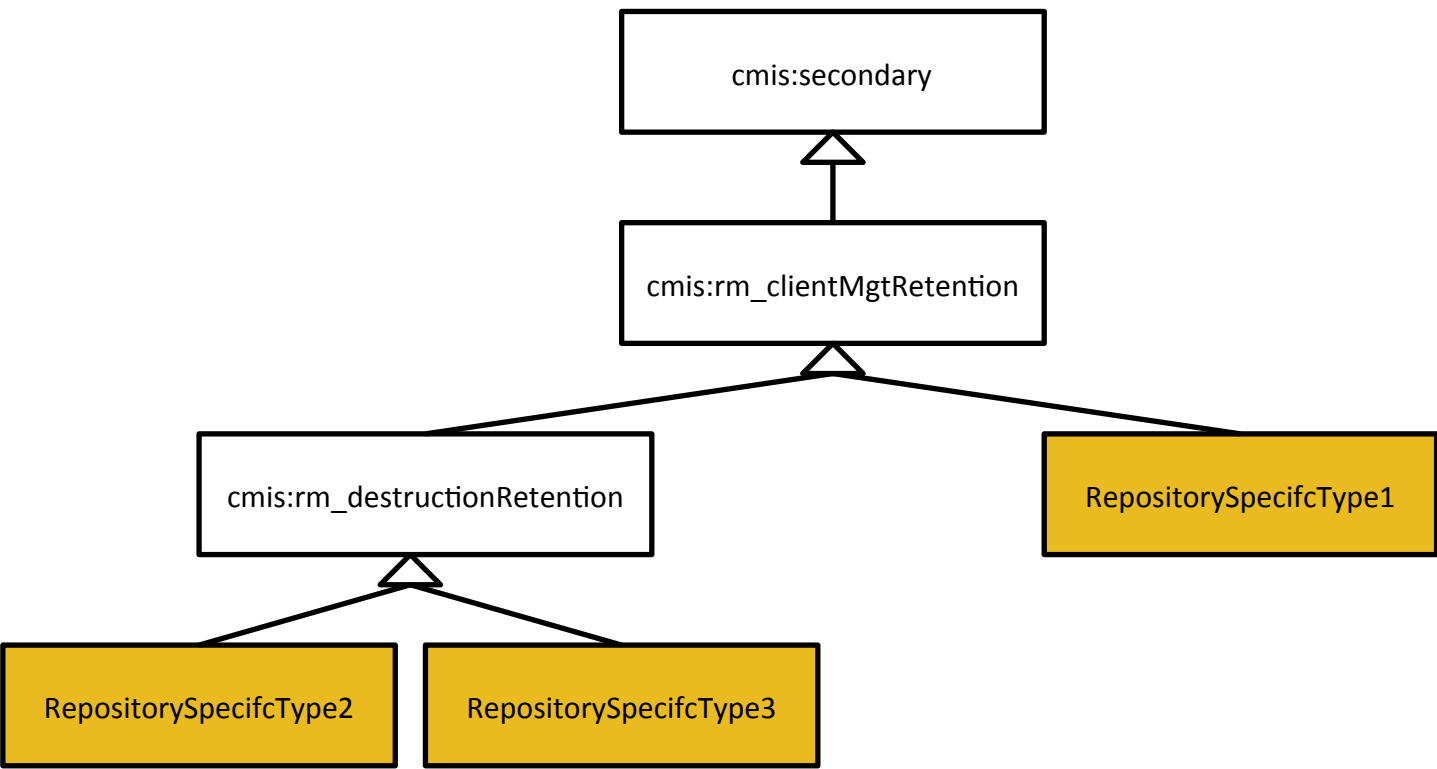 cmis:secondary
cmis:rm_clientMgtRetention
cmis:rm_destructionRetention
RepositorySpecifcType1
RepositorySpecifcType2
RepositorySpecifcType3